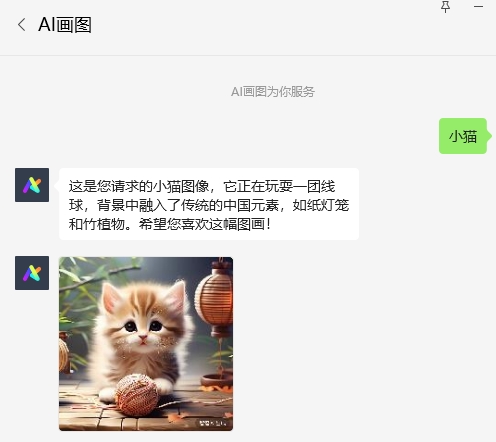 AI画图
AI画图为你服务
小猫
这是您请求的小猫图像，它正在玩耍一团线
球，背景中融入了传统的中国元素，如纸灯笼
和竹植物。希望您喜欢这幅图画！